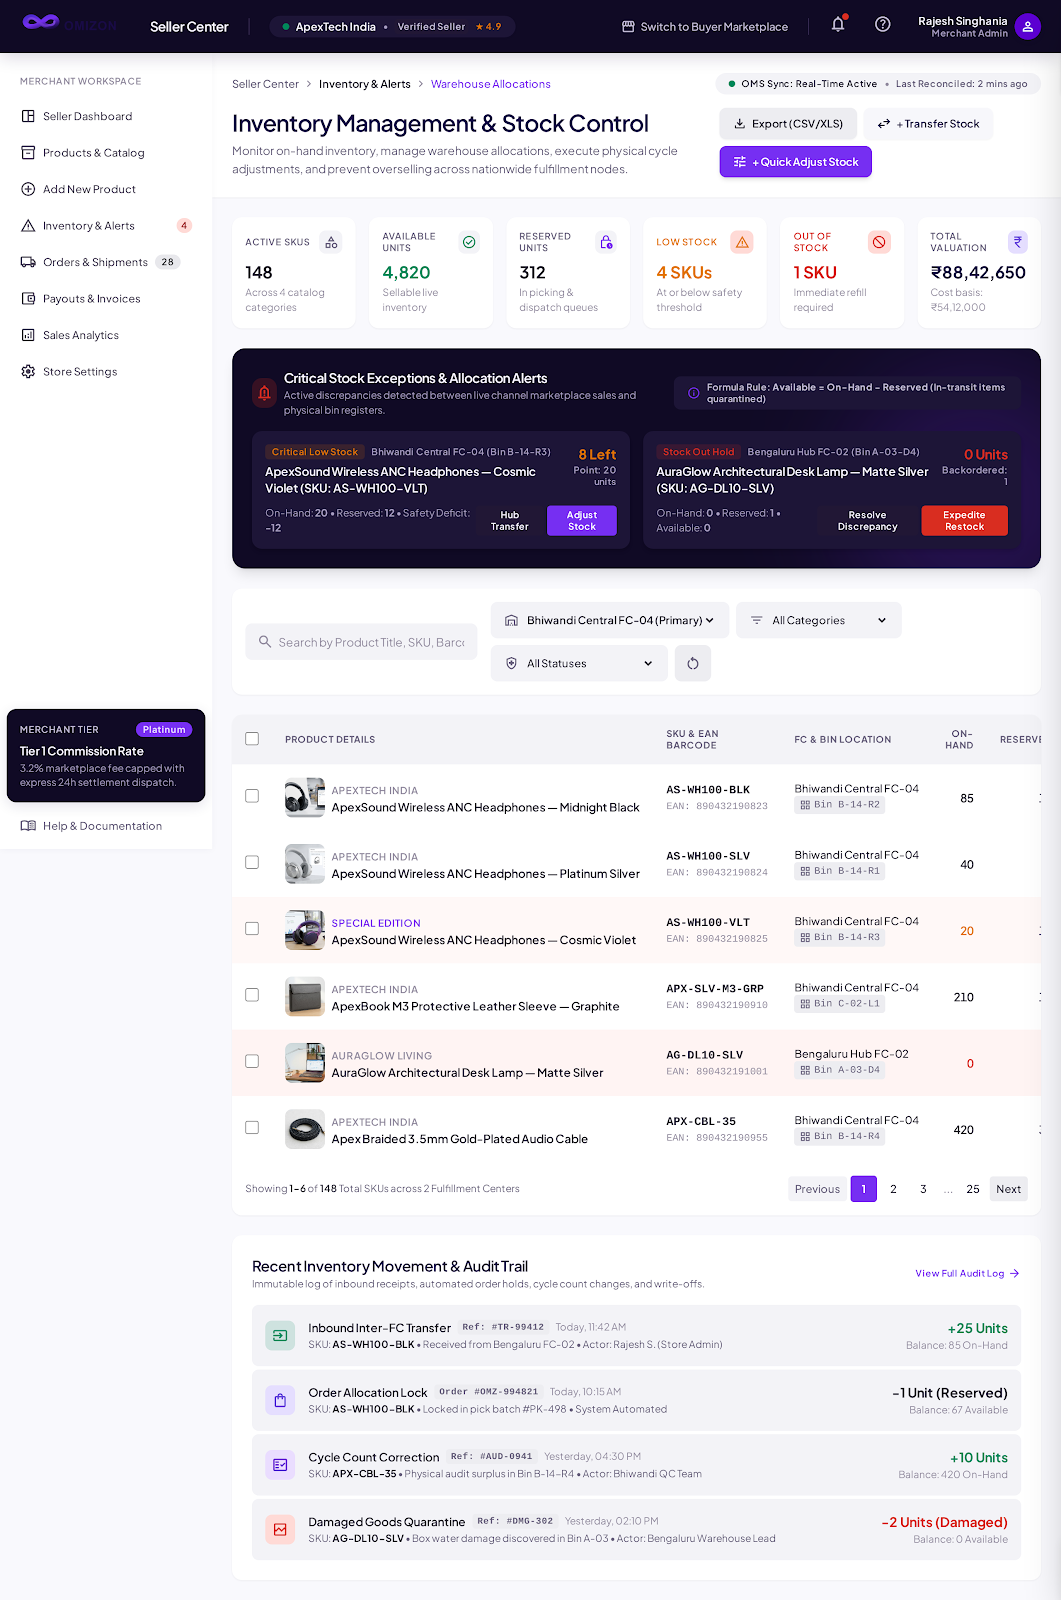 OMIZON
Seller Center
ApexTech India • Verified Seller ★ 4.9
Switch to Buyer Marketplace
Rajesh Singhania
Merchant Admin
MERCHANT WORKSPACE
Seller Dashboard
Products & Catalog
Add New Product
Inventory & Alerts 4
Orders & Shipments 28
Payouts & Invoices
Sales Analytics
Store Settings
MERCHANT TIER Platinum
Tier 1 Commission Rate
3.2% marketplace fee capped with
express 24h settlement dispatch.
Help & Documentation
Seller Center > Inventory & Alerts > Warehouse Allocations
OMS Sync: Real-Time Active • Last Reconciled: 2 mins ago
Inventory Management & Stock Control
Monitor on-hand inventory, manage warehouse allocations, execute physical cycle
adjustments, and prevent overselling across nationwide fulfillment nodes.
Export (CSV/XLS)
+ Transfer Stock
+ Quick Adjust Stock
ACTIVE SKUS
148
Across 4 catalog
categories
AVAILABLE
UNITS
4,820
Sellable live
inventory
RESERVED
UNITS
312
In picking &
dispatch queues
LOW STOCK
4 SKUs
At or below safety
threshold
OUT OF
STOCK
1 SKU
Immediate refill
required
TOTAL
VALUATION
₹
₹88,42,650
Cost basis:
₹54,12,000
Critical Stock Exceptions & Allocation Alerts
Active discrepancies detected between live channel marketplace sales and
physical bin registers.
Formula Rule: Available = On-Hand − Reserved (In-transit items
quarantined)
Critical Low Stock Bhiwandi Central FC-04 (Bin B-14-R3)
ApexSound Wireless ANC Headphones — Cosmic
Violet (SKU: AS-WH100-VLT)
8 Left
Point: 20
units
On-Hand: 20 • Reserved: 12 • Safety Deficit:
-12
Hub
Transfer
Adjust
Stock
Stock Out Hold Bengaluru Hub FC-02 (Bin A-03-D4)
AuraGlow Architectural Desk Lamp — Matte Silver
(SKU: AG-DL10-SLV)
0 Units
Backordered:
1
On-Hand: 0 • Reserved: 1 •
Available: 0
Resolve
Discrepancy
Expedite
Restock
Search by Product Title, SKU, Barc
Bhiwandi Central FC-04 (Primary)
All Categories
All Statuses
PRODUCT DETAILS
SKU & EAN
BARCODE
FC & BIN LOCATION
ON-
HAND
RESERVE
APEXTECH INDIA
ApexSound Wireless ANC Headphones — Midnight Black
AS-WH100-BLK
EAN: 890432190823
Bhiwandi Central FC-04
Bin B-14-R2
85
APEXTECH INDIA
ApexSound Wireless ANC Headphones — Platinum Silver
AS-WH100-SLV
EAN: 890432190824
Bhiwandi Central FC-04
Bin B-14-R1
40
SPECIAL EDITION
ApexSound Wireless ANC Headphones — Cosmic Violet
AS-WH100-VLT
EAN: 890432190825
Bhiwandi Central FC-04
Bin B-14-R3
20
APEXTECH INDIA
ApexBook M3 Protective Leather Sleeve — Graphite
APX-SLV-M3-GRP
EAN: 890432190910
Bhiwandi Central FC-04
Bin C-02-L1
210
AURAGLOW LIVING
AuraGlow Architectural Desk Lamp — Matte Silver
AG-DL10-SLV
EAN: 890432191001
Bengaluru Hub FC-02
Bin A-03-D4
0
APEXTECH INDIA
Apex Braided 3.5mm Gold-Plated Audio Cable
APX-CBL-35
EAN: 890432190955
Bhiwandi Central FC-04
Bin B-14-R4
420
Showing 1-6 of 148 Total SKUs across 2 Fulfillment Centers
Previous 1 2 3 ... 25 Next
Recent Inventory Movement & Audit Trail
Immutable log of inbound receipts, automated order holds, cycle count changes, and write-offs.
View Full Audit Log →
Inbound Inter-FC Transfer Ref: #TR-99412 Today, 11:42 AM
SKU: AS-WH100-BLK • Received from Bengaluru FC-02 • Actor: Rajesh S. (Store Admin)
+25 Units
Balance: 85 On-Hand
Order Allocation Lock Order #OMZ-994821 Today, 10:15 AM
SKU: AS-WH100-BLK • Locked in pick batch #PK-498 • System Automated
-1 Unit (Reserved)
Balance: 67 Available
Cycle Count Correction Ref: #AUD-0941 Yesterday, 04:30 PM
SKU: APX-CBL-35 • Physical audit surplus in Bin B-14-R4 • Actor: Bhiwandi QC Team
+10 Units
Balance: 420 On-Hand
Damaged Goods Quarantine Ref: #DMG-302 Yesterday, 02:10 PM
SKU: AG-DL10-SLV • Box water damage discovered in Bin A-03 • Actor: Bengaluru Warehouse Lead
-2 Units (Damaged)
Balance: 0 Available